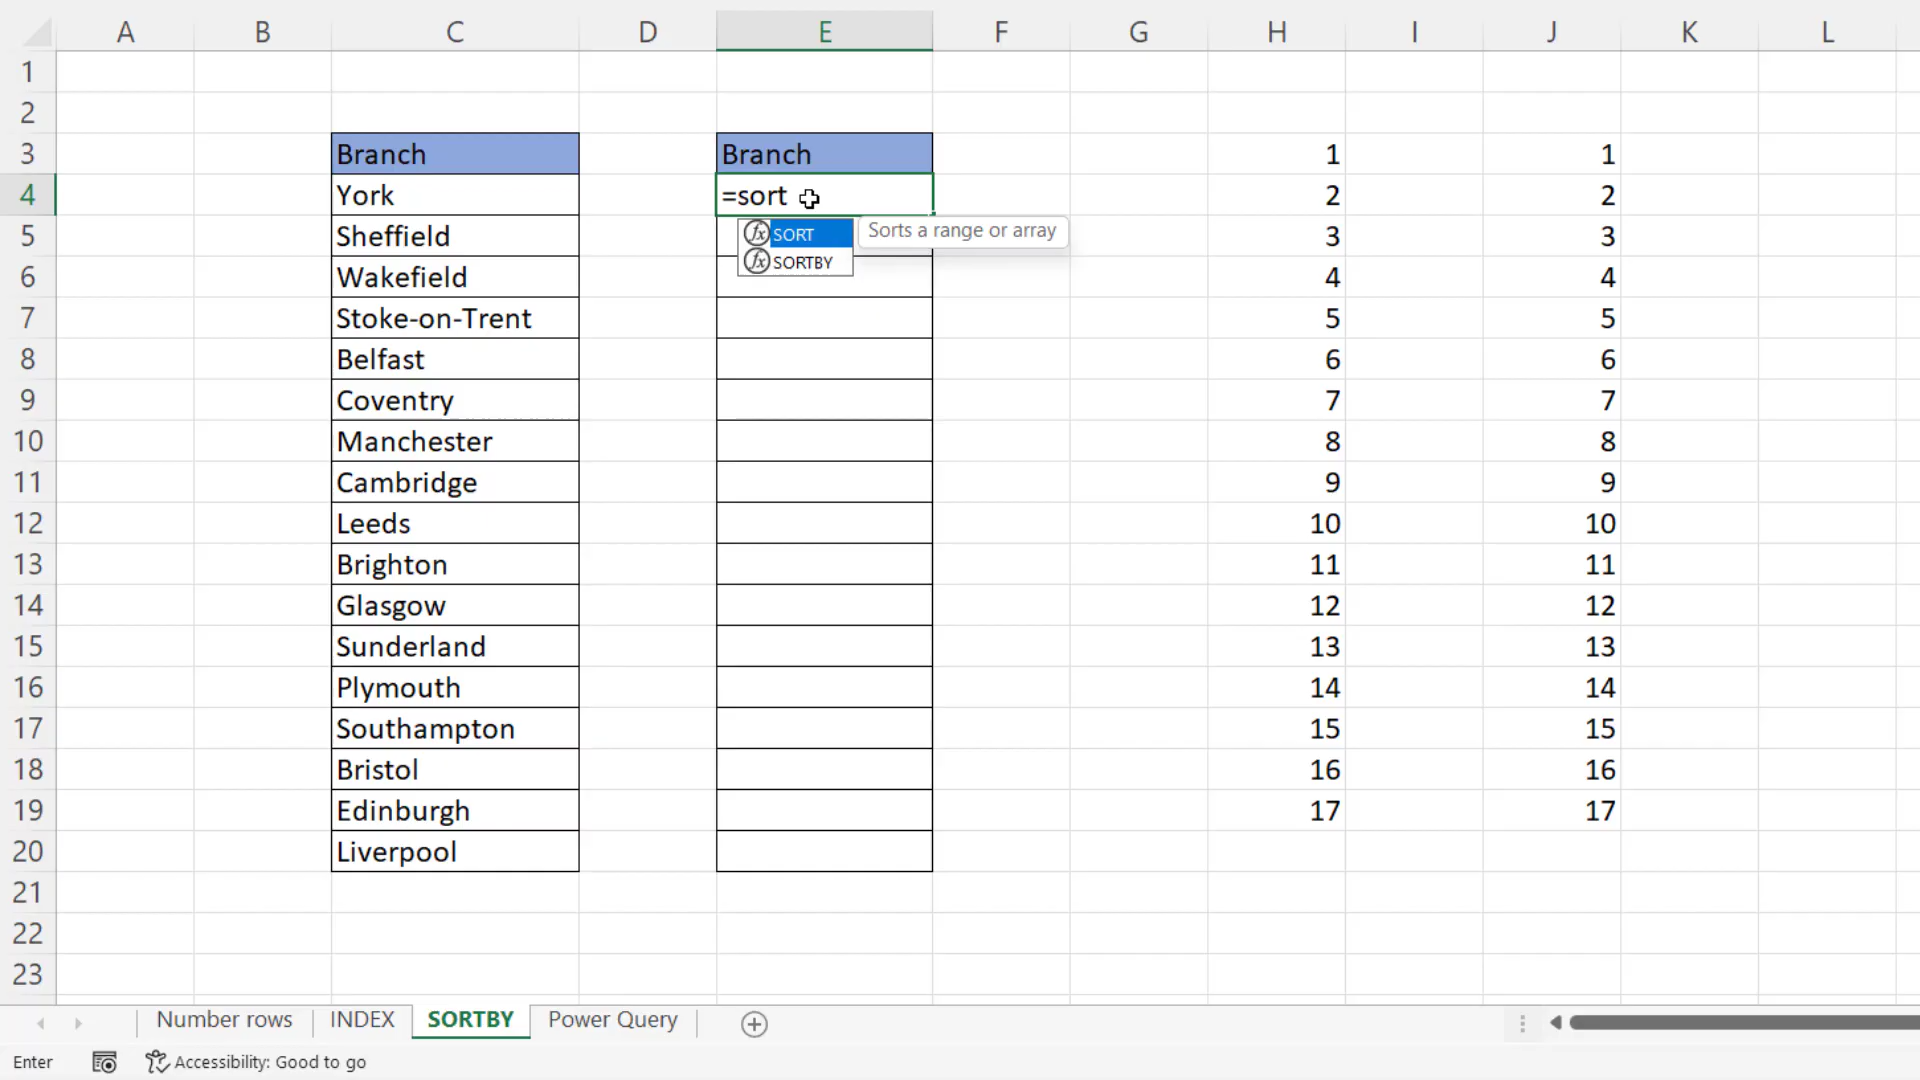 A B C D E F G H I J K L
1
2
3 Branch Branch 1 1
4 York =sort 2 2
5 Sheffield fx SORT Sorts a range or array 3 3
6 Wakefield fx SORTBY 4 4
7 Stoke-on-Trent 5 5
8 Belfast 6 6
9 Coventry 7 7
10 Manchester 8 8
11 Cambridge 9 9
12 Leeds 10 10
13 Brighton 11 11
14 Glasgow 12 12
15 Sunderland 13 13
16 Plymouth 14 14
17 Southampton 15 15
18 Bristol 16 16
19 Edinburgh 17 17
20 Liverpool
21
22
23
Number rows INDEX SORTBY Power Query
Enter Accessibility: Good to go